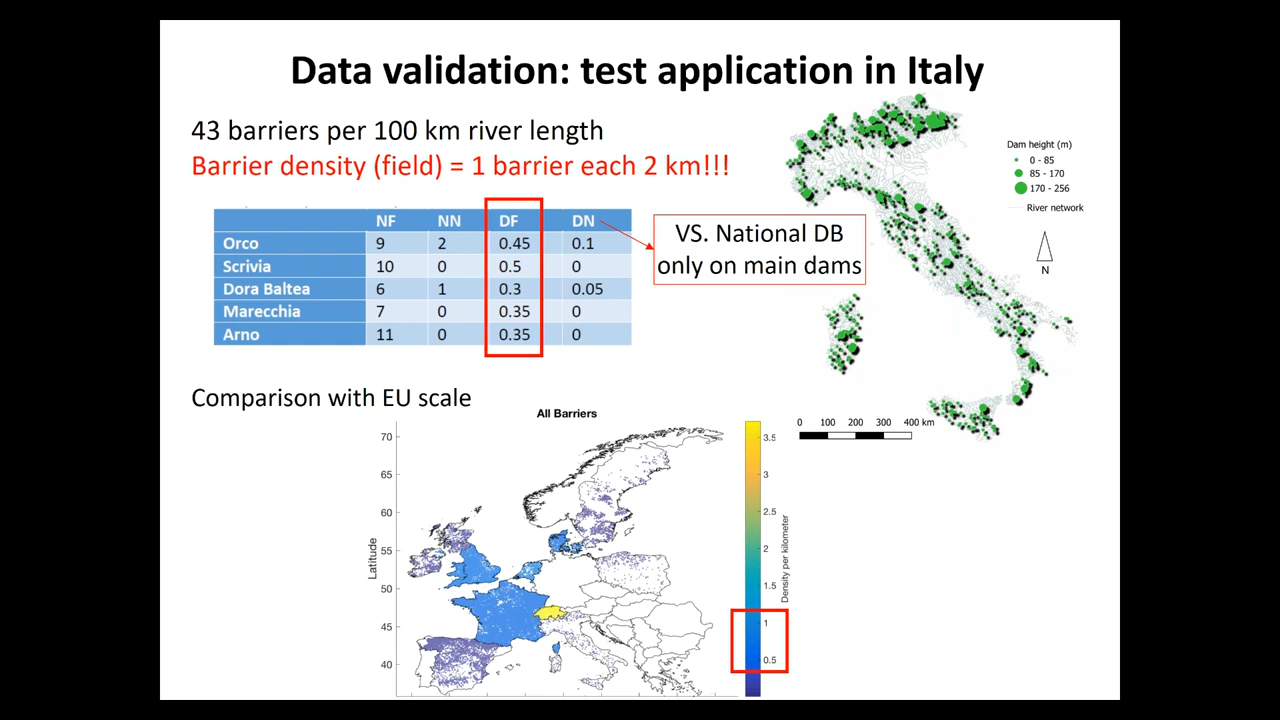 Data validation: test application in Italy
43 barriers per 100 km river length
Barrier density (field) = 1 barrier each 2 km!!!
NF NN DF DN
Orco 9 2 0.45 0.1
Scrivia 10 0 0.5 0
Dora Baltea 6 1 0.3 0.05
Marecchia 7 0 0.35 0
Arno 11 0 0.35 0
VS. National DB
only on main dams
Dam height (m)
0 - 85
85 - 170
170 - 256
River network
N
0 100 200 300 400 km
Comparison with EU scale
All Barriers
Latitude
70
65
60
55
50
45
40
3.5
3
2.5
2
1.5
1
0.5
Density per kilometer